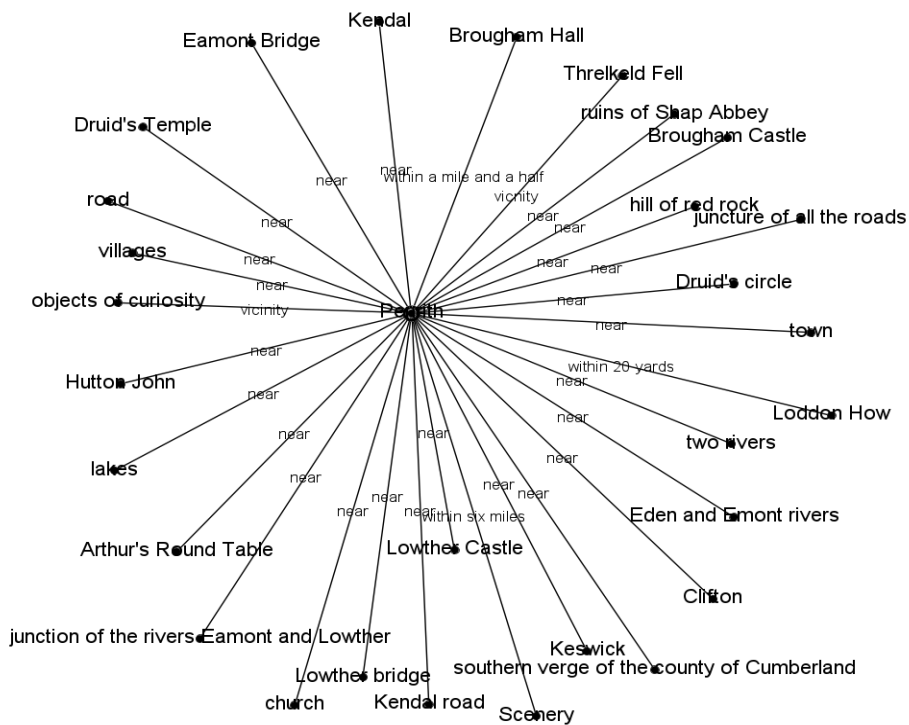 Kendal
Eamont Bridge
Brougham Hall
Threlkeld Fell
ruins of Shap Abbey
Druid's Temple
Brougham Castle
near
within a mile and a half
near
vicnity
road
hill of red rock
near
juncture of all the roads
near
near
villages
near
near
near
near
Druid's circle
objects of curiosity
near
vicinity
Penrith
near
town
near
within 20 yards
Hutton John
near
near
Loddon How
near
near
near
two rivers
near
lakes
near
near
near
near
near
near
near
within six miles
Eden and Emont rivers
Arthur's Round Table
Lowther Castle
Clifton
junction of the rivers Eamont and Lowther
Keswick
southern verge of the county of Cumberland
Lowther bridge
church
Kendal road
Scenery